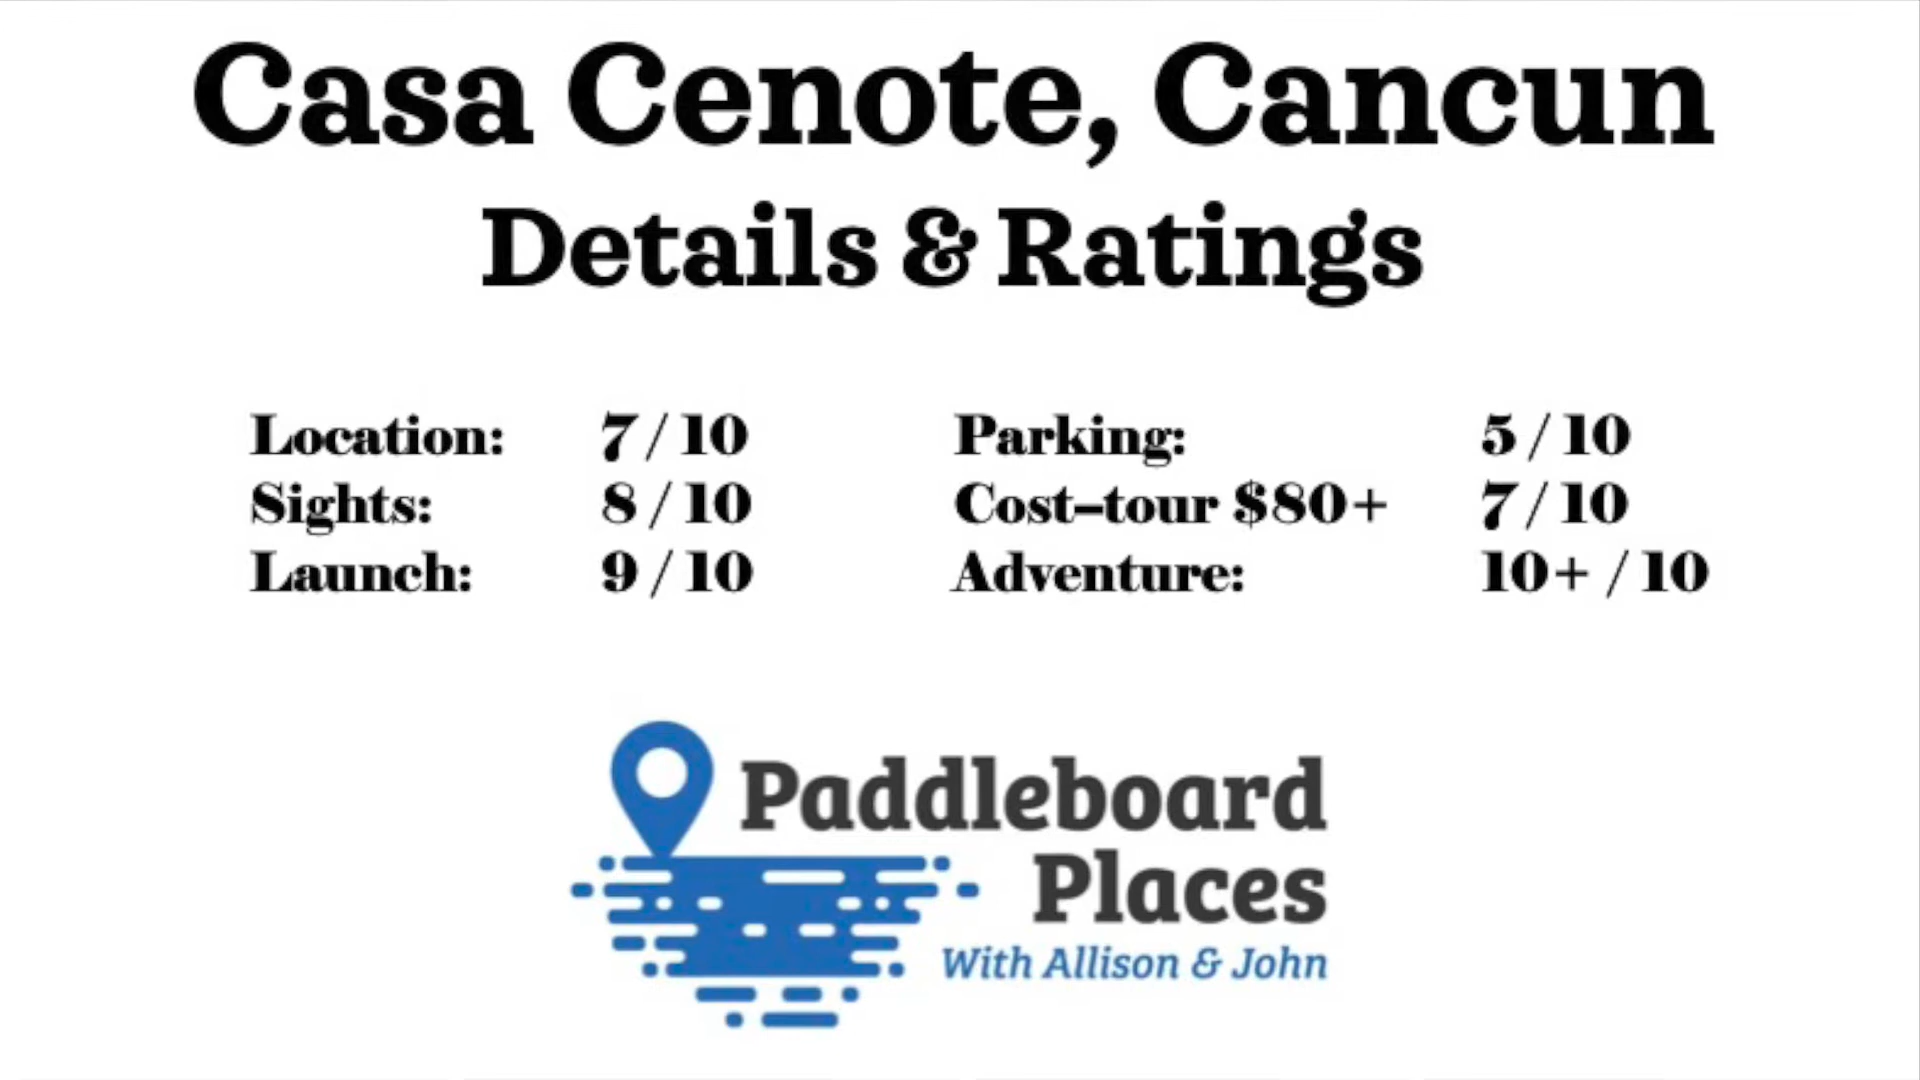 Casa Cenote, Cancun
Details & Ratings
Location: 7 / 10
Sights: 8 / 10
Launch: 9 / 10
Parking: 5 / 10
Cost–tour $80+ 7 / 10
Adventure: 10+ / 10
Paddleboard
Places
With Allison & John